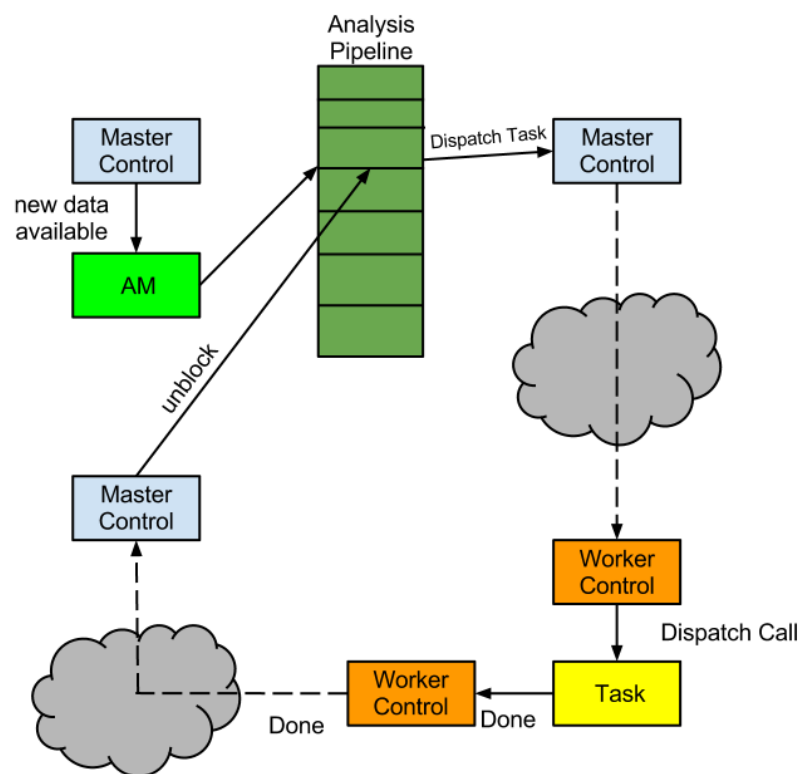 Analysis
Pipeline
Master
Control
Dispatch Task
Master
Control
new data
available
AM
unblock
Master
Control
Worker
Control
Dispatch Call
Worker
Control
Task
Done
Done